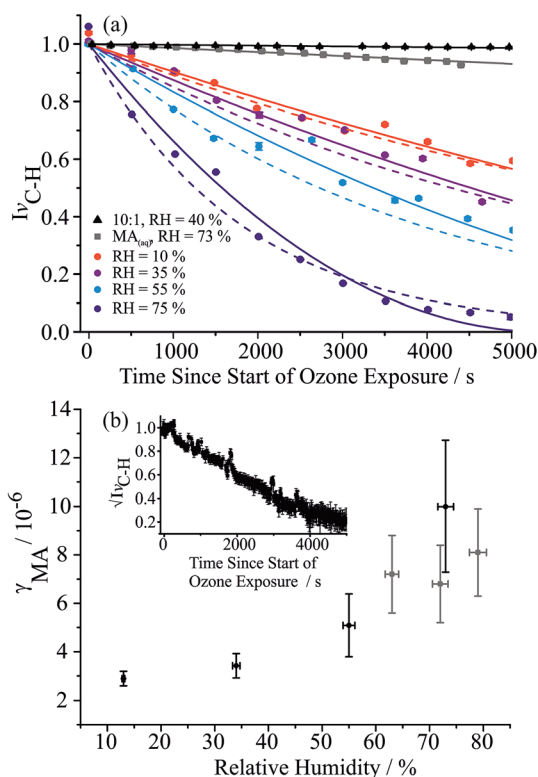 (a)
1.0
0.8
0.6
0.4
0.2
0.0
Iν C-H
10:1, RH = 40 %
MA(aq), RH = 73 %
RH = 10 %
RH = 35 %
RH = 55 %
RH = 75 %
0 1000 2000 3000 4000 5000
Time Since Start of Ozone Exposure / s
(b)
14
12
10
8
6
4
2
γMA / 10⁻⁶
1.0
0.8
0.6
0.4
0.2
√Iν C-H
0 2000 4000
Time Since Start of
Ozone Exposure / s
10 20 30 40 50 60 70 80
Relative Humidity / %